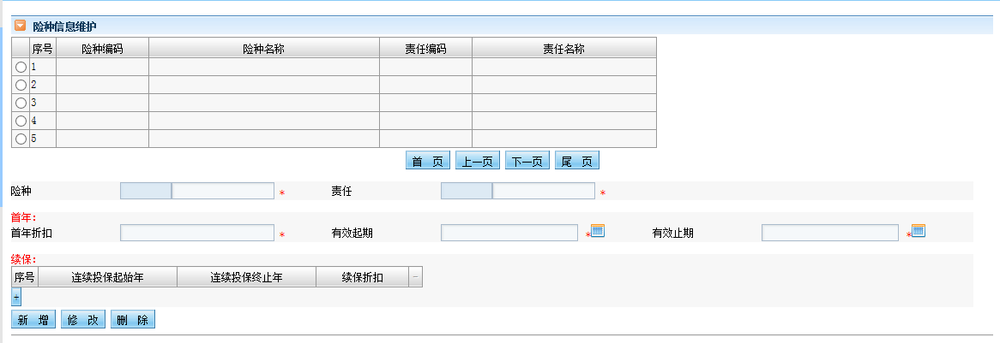 险种信息维护
序号 险种编码 险种名称 责任编码 责任名称
1
2
3
4
5
首 页 上一页 下一页 尾 页
险种 * 责任 *
首年:
首年折扣 * 有效起期 * 有效止期 *
续保:
序号 连续投保起始年 连续投保终止年 续保折扣 -
+
新 增 修 改 删 除